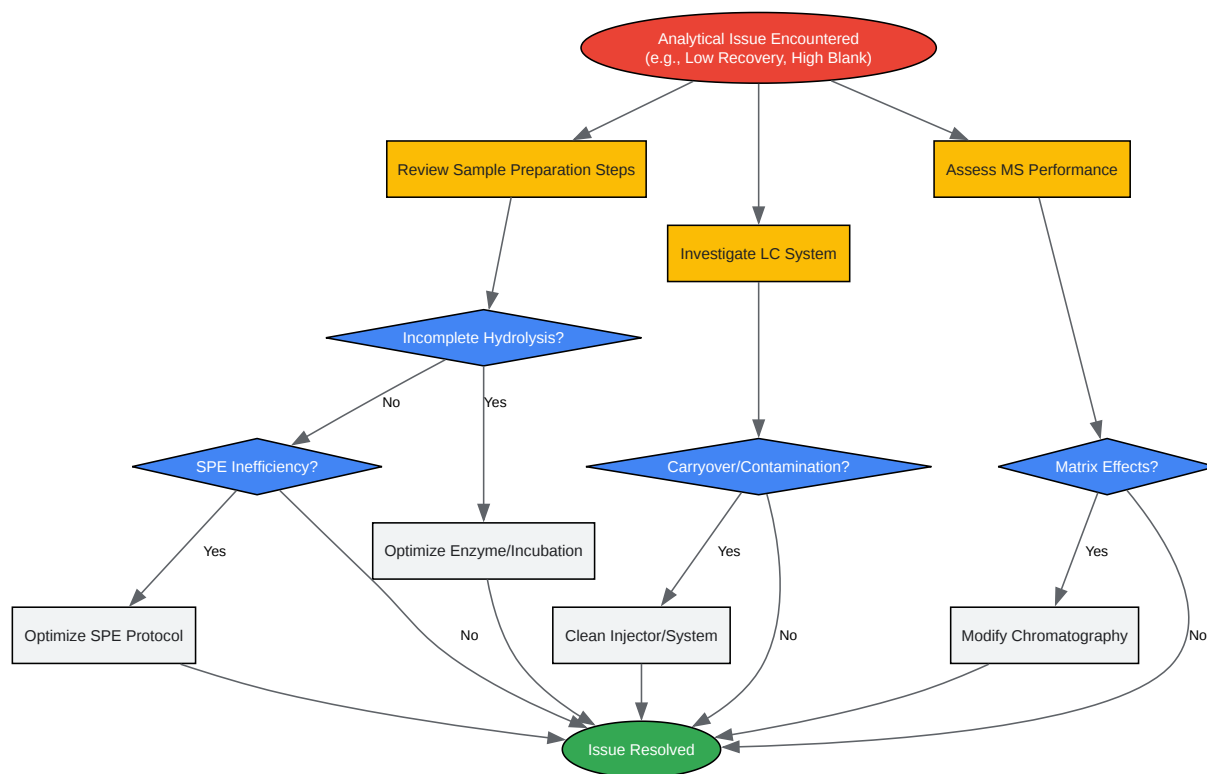 Analytical Issue Encountered
(e.g., Low Recovery, High Blank)
Review Sample Preparation Steps
Assess MS Performance
Investigate LC System
Incomplete Hydrolysis?
No
Yes
SPE Inefficiency?
Carryover/Contamination?
Matrix Effects?
Yes
Optimize Enzyme/Incubation
Yes
Yes
Optimize SPE Protocol
No
Clean Injector/System
No
Modify Chromatography
No
Issue Resolved